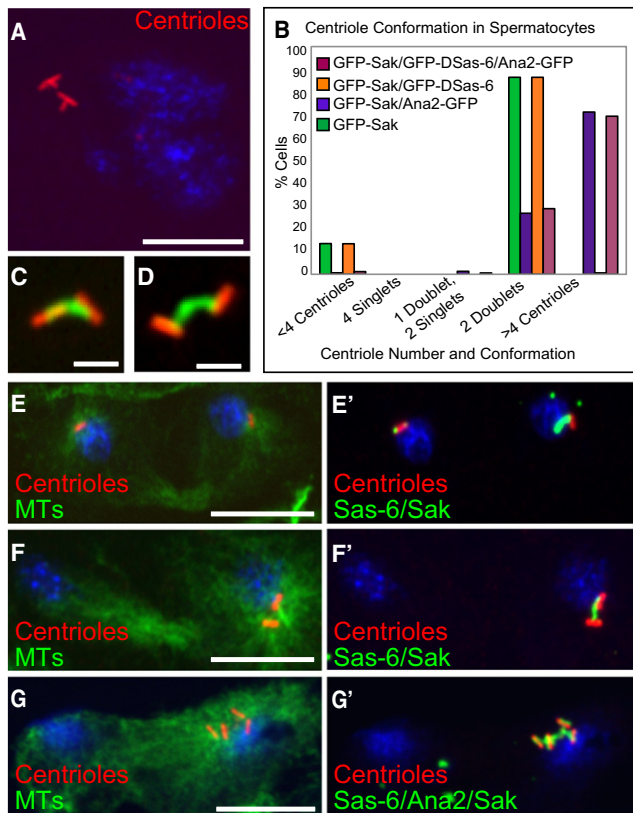 A
Centrioles
B
Centriole Conformation in Spermatocytes
100
90
80
70
60
50
40
30
20
10
0
% Cells
GFP-Sak/GFP-DSas-6/Ana2-GFP
GFP-Sak/GFP-DSas-6
GFP-Sak/Ana2-GFP
GFP-Sak
<4 Centrioles
4 Singlets
1 Doublet,
2 Singlets
2 Doublets
>4 Centrioles
Centriole Number and Conformation
C
D
E
Centrioles
MTs
E'
Centrioles
Sas-6/Sak
F
Centrioles
MTs
F'
Centrioles
Sas-6/Sak
G
Centrioles
MTs
G'
Centrioles
Sas-6/Ana2/Sak